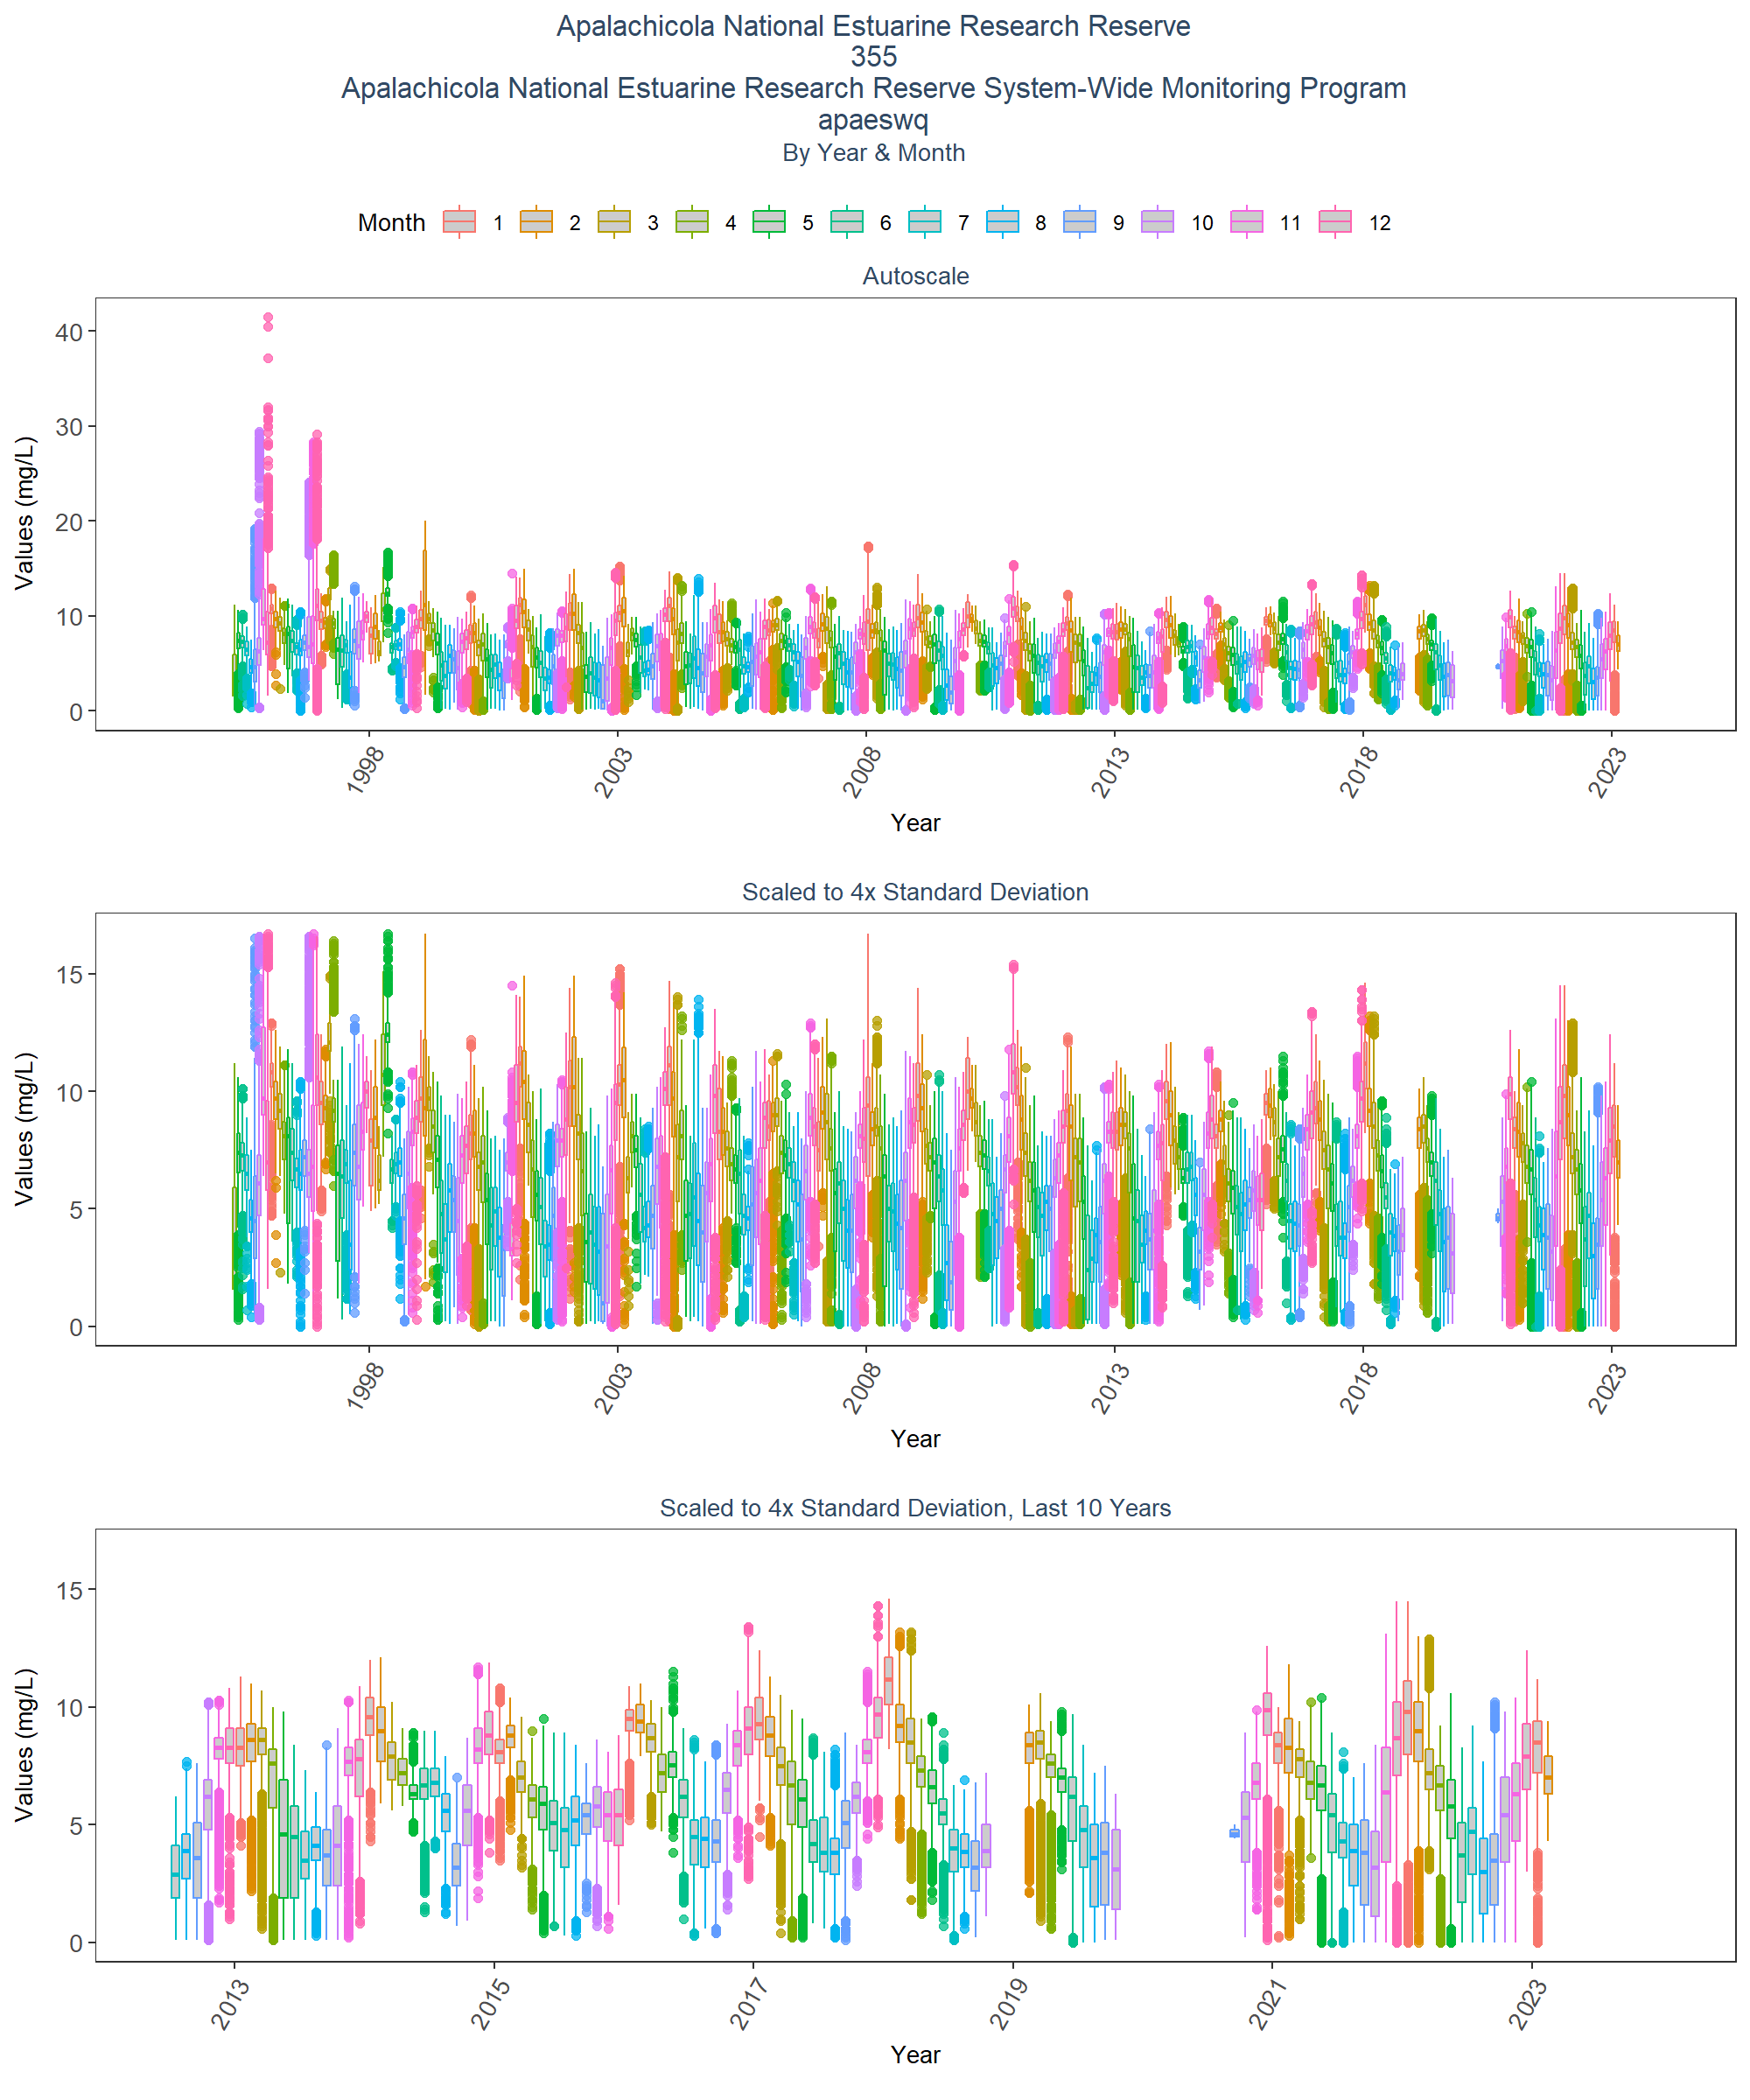 Apalachicola National Estuarine Research Reserve
355
Apalachicola National Estuarine Research Reserve System-Wide Monitoring Program
apaeswq
By Year & Month
Month 1 2 3 4 5 6 7 8 9 10 11 12
Autoscale
Values (mg/L)
40
30
20
10
0
1998 2003 2008 2013 2018 2023
Year
Scaled to 4x Standard Deviation
Values (mg/L)
15
10
5
0
1998 2003 2008 2013 2018 2023
Year
Scaled to 4x Standard Deviation, Last 10 Years
Values (mg/L)
15
10
5
0
2013 2015 2017 2019 2021 2023
Year